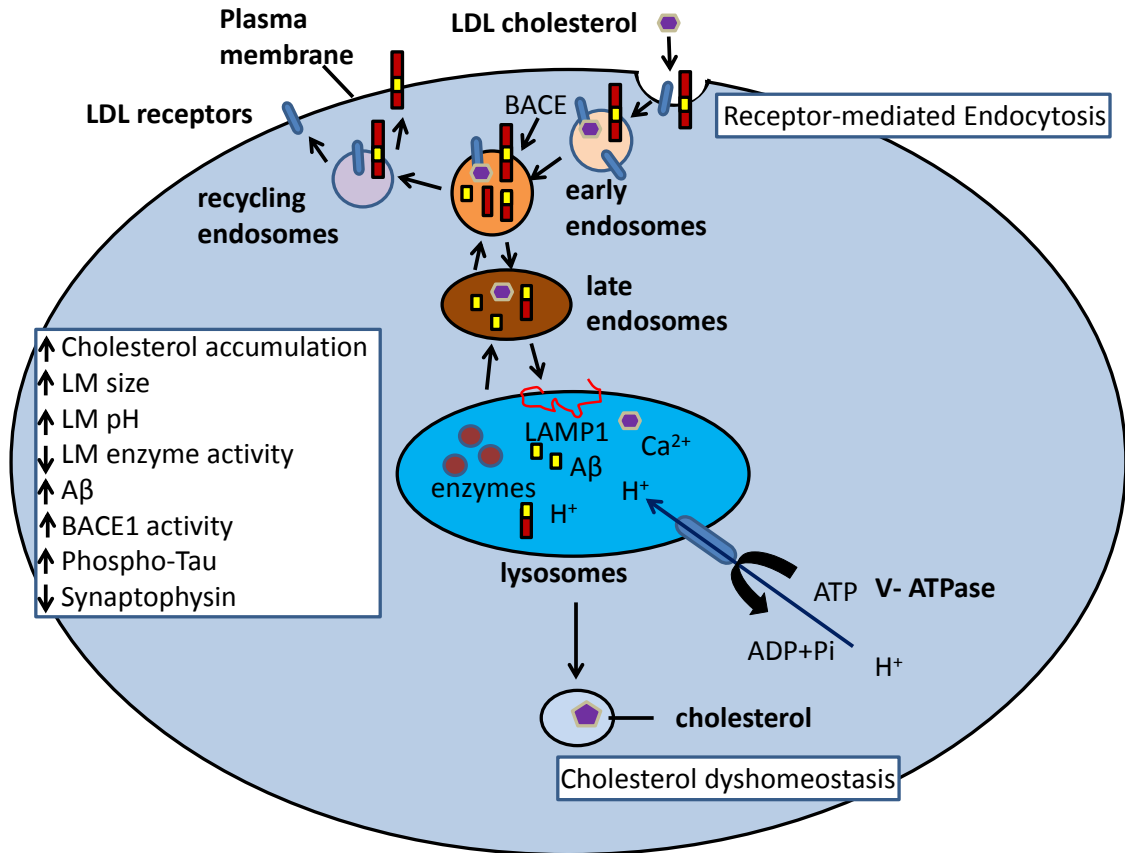 Plasma
membrane
LDL cholesterol
LDL receptors
BACE
Receptor-mediated Endocytosis
recycling
endosomes
early
endosomes
late
endosomes
↑ Cholesterol accumulation
↑ LM size
↑ LM pH
↓ LM enzyme activity
↑ Aβ
↑ BACE1 activity
↑ Phospho-Tau
↓ Synaptophysin
LAMP1
Ca²⁺
Aβ
enzymes
H⁺
H⁺
lysosomes
ATP
V- ATPase
ADP+Pi
H⁺
cholesterol
Cholesterol dyshomeostasis